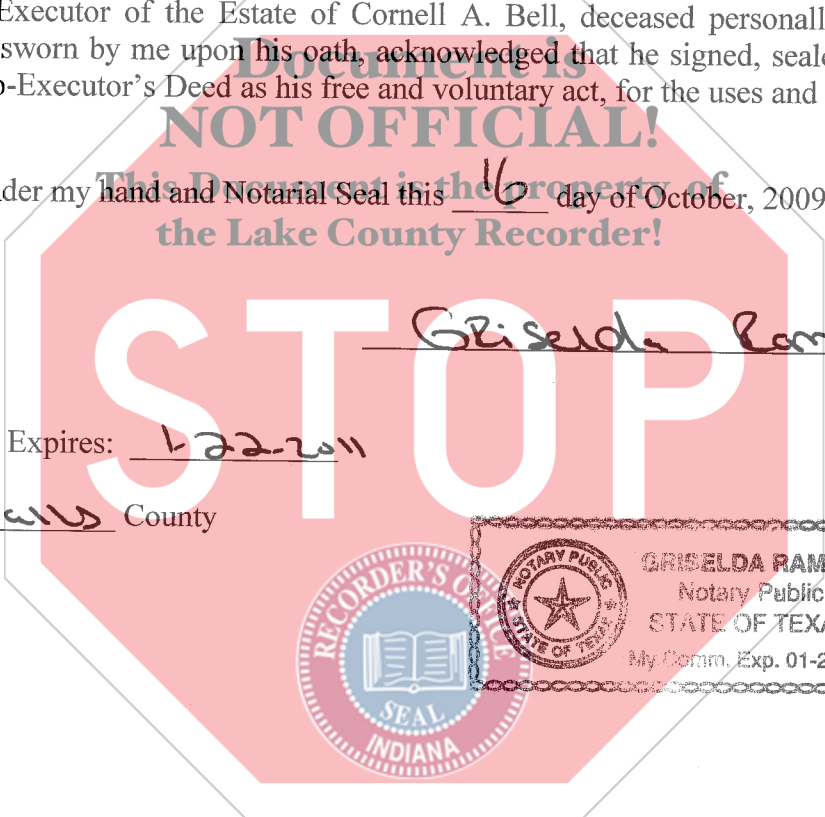 Executor of the Estate of Cornell A. Bell, deceased personall
sworn by me upon his oath, acknowledged that he signed, seale
o-Executor's Deed as his free and voluntary act, for the uses and
Document is
NOT OFFICIAL!
This Document is the property of
the Lake County Recorder!
der my hand and Notarial Seal this 16 day of October, 2009
STOP
Griselda Ram
Expires: 1-22-2011
County
NOTARY PUBLIC
STATE OF TEXAS
GRISELDA RAM
Notary Public
STATE OF TEXA
My Comm. Exp. 01-2
RECORDER'S OFFICE
SEAL
INDIANA